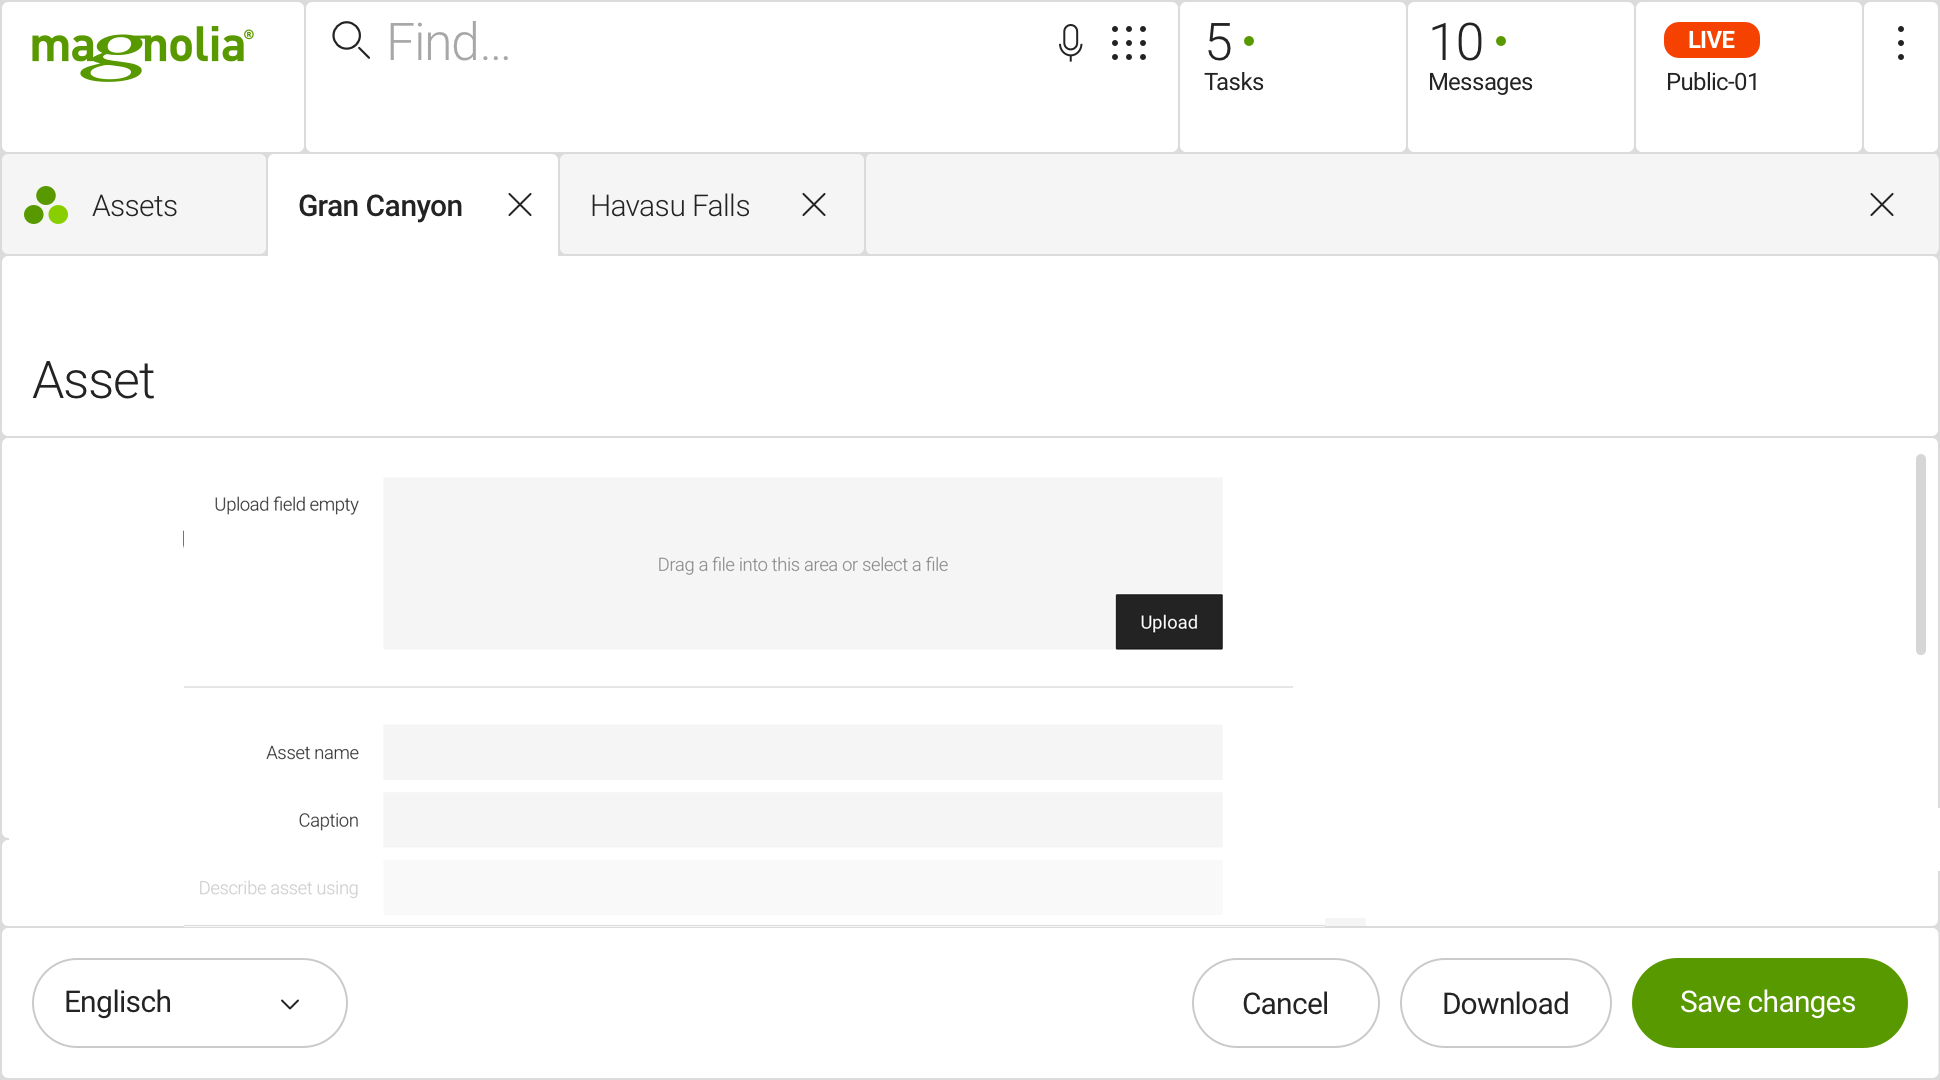 magnolia®
Find...
5
Tasks
10
Messages
LIVE
Public-01
Assets
Gran Canyon
Havasu Falls
Asset
Upload field empty
Drag a file into this area or select a file
Upload
Asset name
Caption
Describe asset using
Englisch
Cancel
Download
Save changes